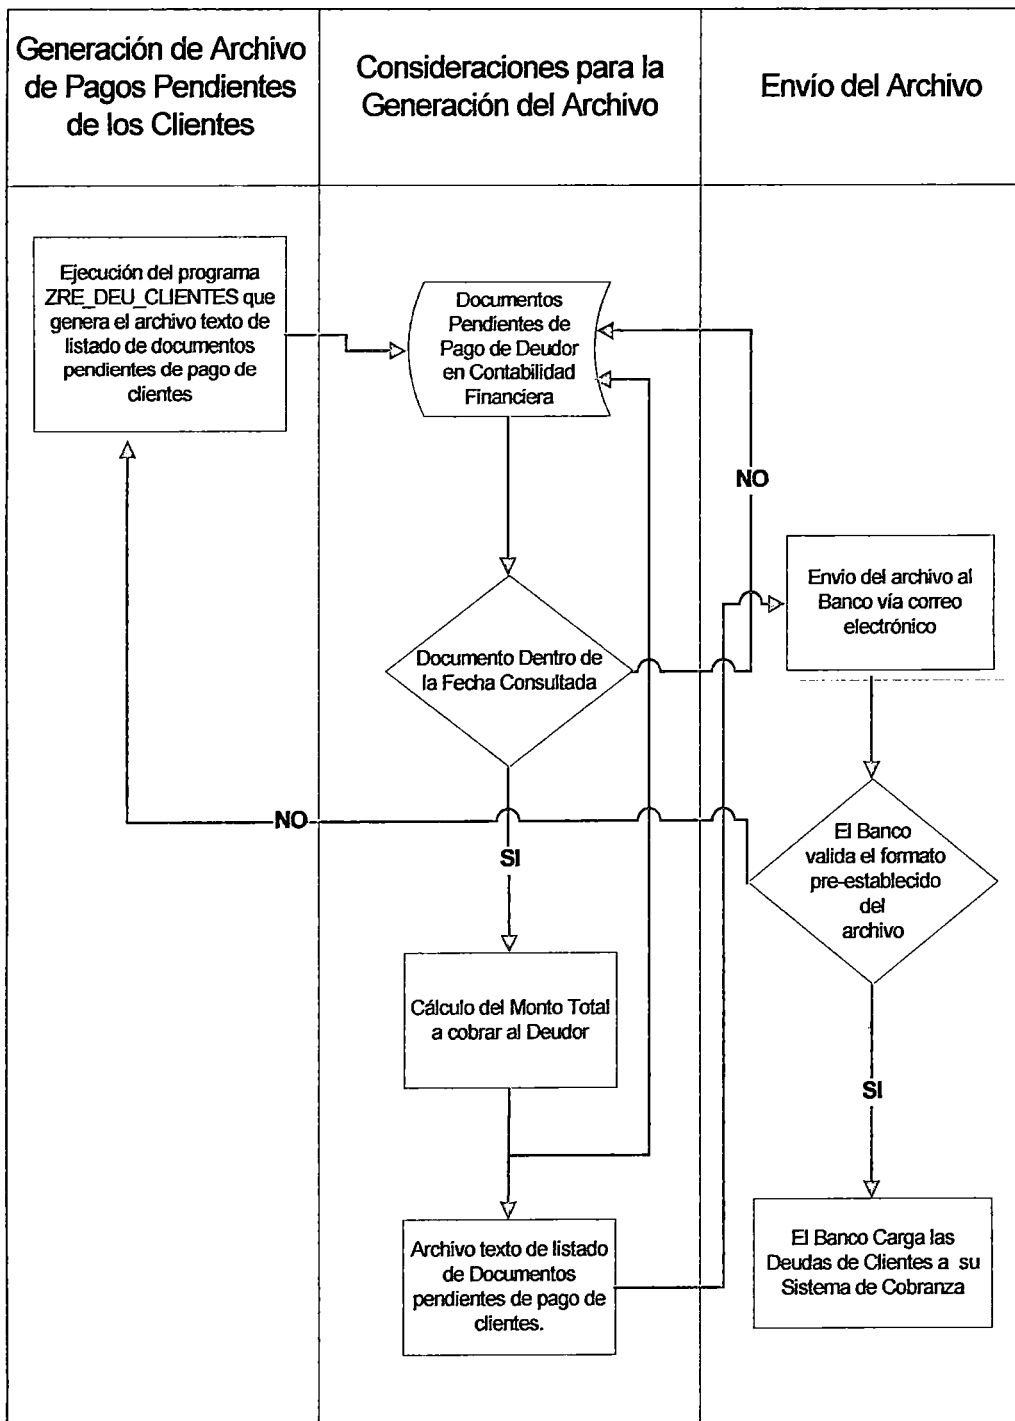 Generación de Archivo
de Pagos Pendientes
de los Clientes
Consideraciones para la
Generación del Archivo
Envío del Archivo
Ejecución del programa
ZRE_DEU_CLIENTES que
genera el archivo texto de
listado de documentos
pendientes de pago de
clientes
Documentos
Pendientes de
Pago de Deudor
en Contabilidad
Financiera
NO
Envio del archivo al
Banco vía correo
electrónico
Documento Dentro de
la Fecha Consultada
NO
SI
El Banco
valida el formato
pre-establecido
del
archivo
Cálculo del Monto Total
a cobrar al Deudor
SI
Archivo texto de listado
de Documentos
pendientes de pago de
clientes.
El Banco Carga las
Deudas de Clientes a su
Sistema de Cobranza